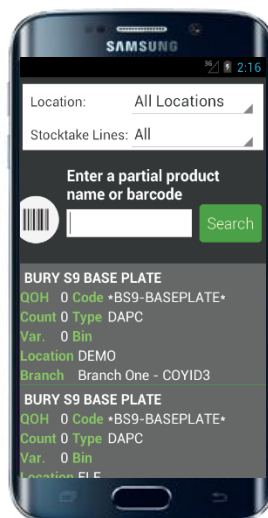 SAMSUNG
3G 2:16
Location: All Locations
Stocktake Lines: All
Enter a partial product
name or barcode
Search
BURY S9 BASE PLATE
QOH 0 Code *BS9-BASEPLATE*
Count 0 Type DAPC
Var. 0 Bin
Location DEMO
Branch Branch One - COYID3
BURY S9 BASE PLATE
QOH 0 Code *BS9-BASEPLATE*
Count 0 Type DAPC
Var. 0 Bin
Location ELF